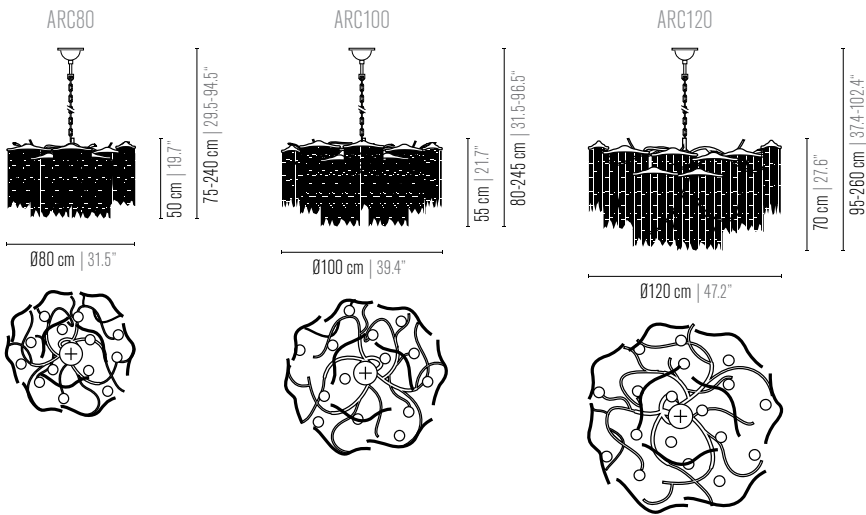 ARC80
50 cm | 19.7"
75-240 cm | 29.5-94.5"
Ø80 cm | 31.5"
ARC100
55 cm | 21.7"
80-245 cm | 31.5-96.5"
Ø100 cm | 39.4"
ARC120
70 cm | 27.6"
95-260 cm | 37.4-102.4"
Ø120 cm | 47.2"